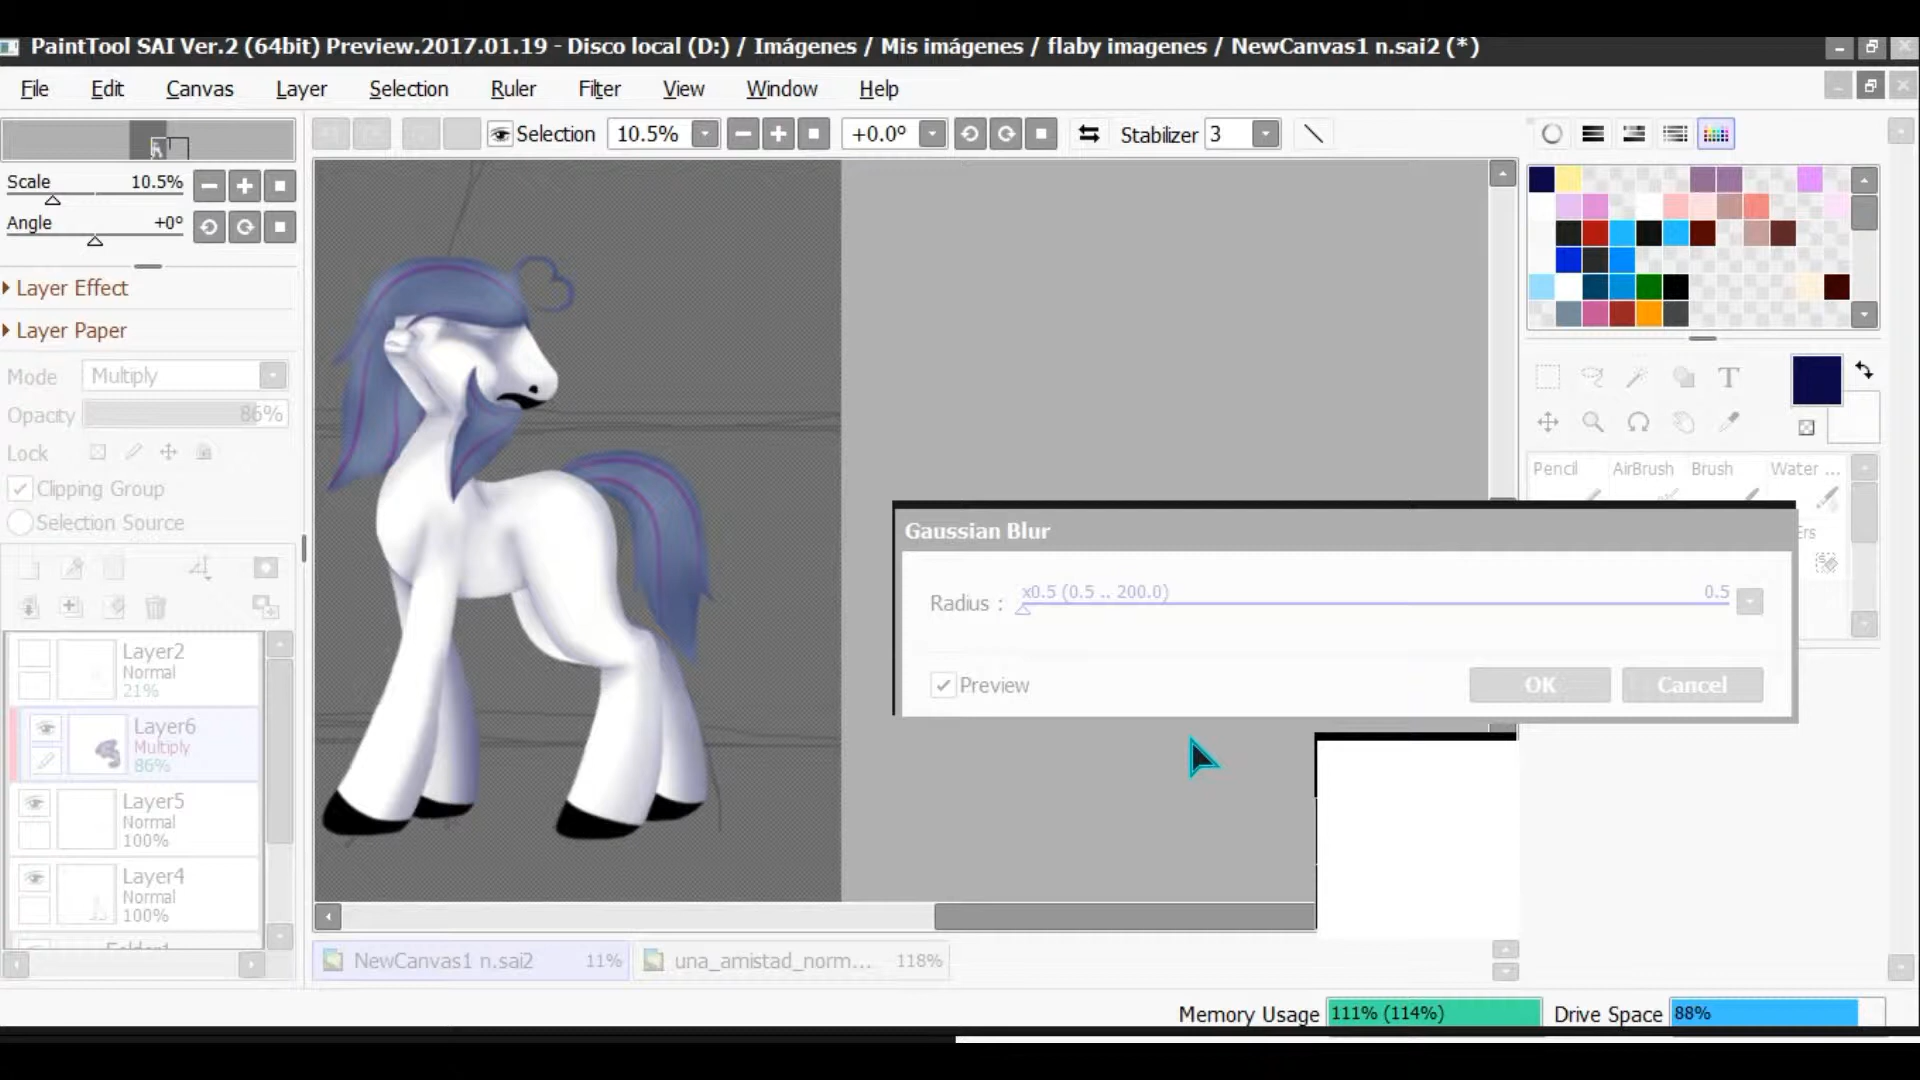 PaintTool SAI Ver.2 (64bit) Preview.2017.01.19 - Disco local (D:) / Imágenes / Mis imágenes / flaby imagenes / NewCanvas1 n.sai2 (*)
File Edit Canvas Layer Selection Ruler Filter View Window Help
Selection 10.5% +0.0º Stabilizer 3
Scale 10.5%
Angle +0º
Layer Effect
Layer Paper
Mode Multiply
Opacity 86%
Lock
Clipping Group
Selection Source
Layer2
Normal
21%
Layer6
Multiply
86%
Layer5
Normal
100%
Layer4
Normal
100%
Folder1
T
Pencil AirBrush Brush Water ...
Gaussian Blur
Radius : x0.5 (0.5 .. 200.0) 0.5
Preview OK Cancel
NewCanvas1 n.sai2 11% una_amistad_norm... 118%
Memory Usage 111% (114%) Drive Space 88%